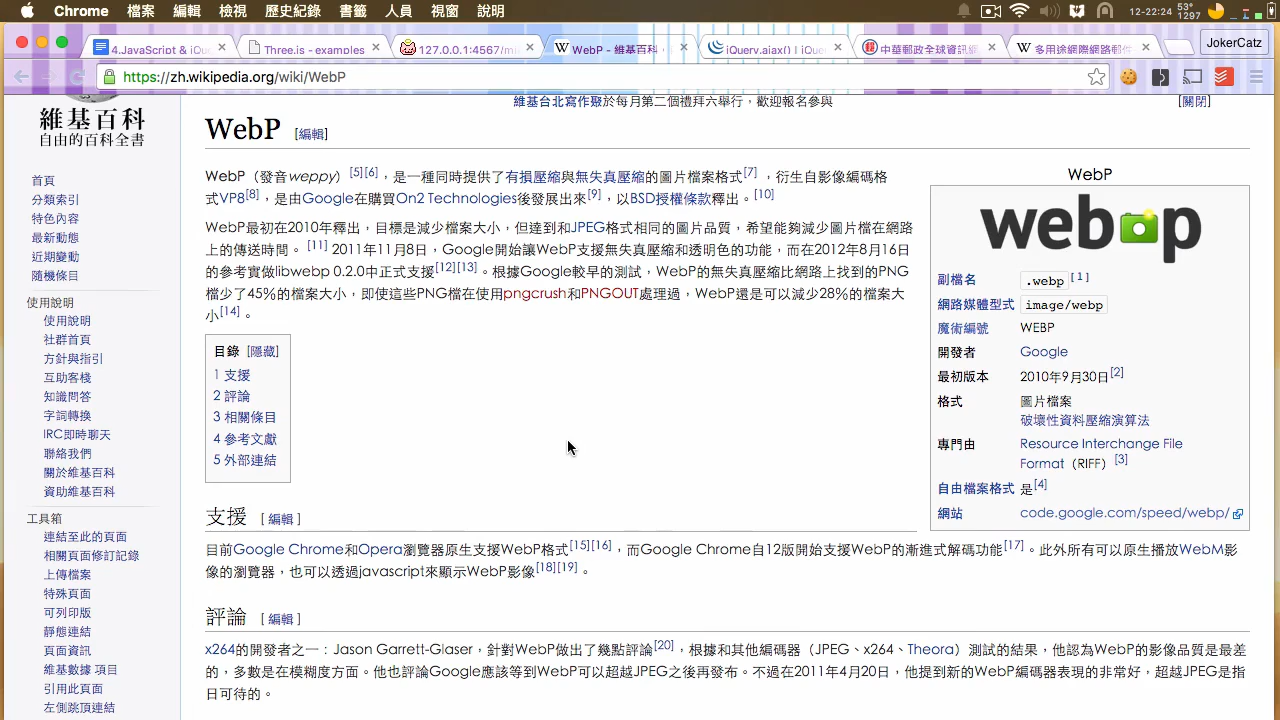 Chrome 檔案 編輯 檢視 歷史紀錄 書籤 人員 視窗 說明 12-22:24 53° 1297
4.JavaScript & iQ
Three.js - examples
127.0.0.1:4567/
WebP - 維基百科
jQuery.ajax() | jQue
中華郵政全球資訊網
多用途網際網路郵件
JokerCatz
https://zh.wikipedia.org/wiki/WebP
維基百科
自由的百科全書
首頁
分類索引
特色內容
最新動態
近期變動
隨機條目
使用說明
使用說明
社群首頁
方針與指引
互助客棧
知識問答
字詞轉換
IRC即時聊天
聯絡我們
關於維基百科
資助維基百科
工具箱
連結至此的頁面
相關頁面修訂記錄
上傳檔案
特殊頁面
可列印版
靜態連結
頁面資訊
維基數據 項目
引用此頁面
左側跳頂連結
維基台北寫作聚於每月第二個禮拜六舉行，歡迎報名參與 [關閉]
WebP [編輯]
WebP（發音weppy）[5][6]，是一種同時提供了有損壓縮與無失真壓縮的圖片檔案格式[7]，衍生自影像編碼格
式VP8[8]，是由Google在購買On2 Technologies後發展出來[9]，以BSD授權條款釋出。[10]
WebP最初在2010年釋出，目標是減少檔案大小，但達到和JPEG格式相同的圖片品質，希望能夠減少圖片檔在網路
上的傳送時間。[11] 2011年11月8日，Google開始讓WebP支援無失真壓縮和透明色的功能，而在2012年8月16日
的參考實做libwebp 0.2.0中正式支援[12][13]。根據Google較早的測試，WebP的無失真壓縮比網路上找到的PNG
檔少了45%的檔案大小，即使這些PNG檔在使用pngcrush和PNGOUT處理過，WebP還是可以減少28%的檔案大
小[14]。
目錄 [隱藏]
1 支援
2 評論
3 相關條目
4 參考文獻
5 外部連結
WebP
webp
副檔名 .webp [1]
網路媒體型式 image/webp
魔術編號 WEBP
開發者 Google
最初版本 2010年9月30日[2]
格式 圖片檔案
破壞性資料壓縮演算法
專門由 Resource Interchange File
Format（RIFF）[3]
自由檔案格式 是[4]
網站 code.google.com/speed/webp/
支援 [ 編輯 ]
目前Google Chrome和Opera瀏覽器原生支援WebP格式[15][16]，而Google Chrome自12版開始支援WebP的漸進式解碼功能[17]。此外所有可以原生播放WebM影
像的瀏覽器，也可以透過javascript來顯示WebP影像[18][19]。
評論 [ 編輯 ]
x264的開發者之一：Jason Garrett-Glaser，針對WebP做出了幾點評論[20]，根據和其他編碼器（JPEG、x264、Theora）測試的結果，他認為WebP的影像品質是最差
的，多數是在模糊度方面。他也評論Google應該等到WebP可以超越JPEG之後再發布。不過在2011年4月20日，他提到新的WebP編碼器表現的非常好，超越JPEG是指
日可待的。